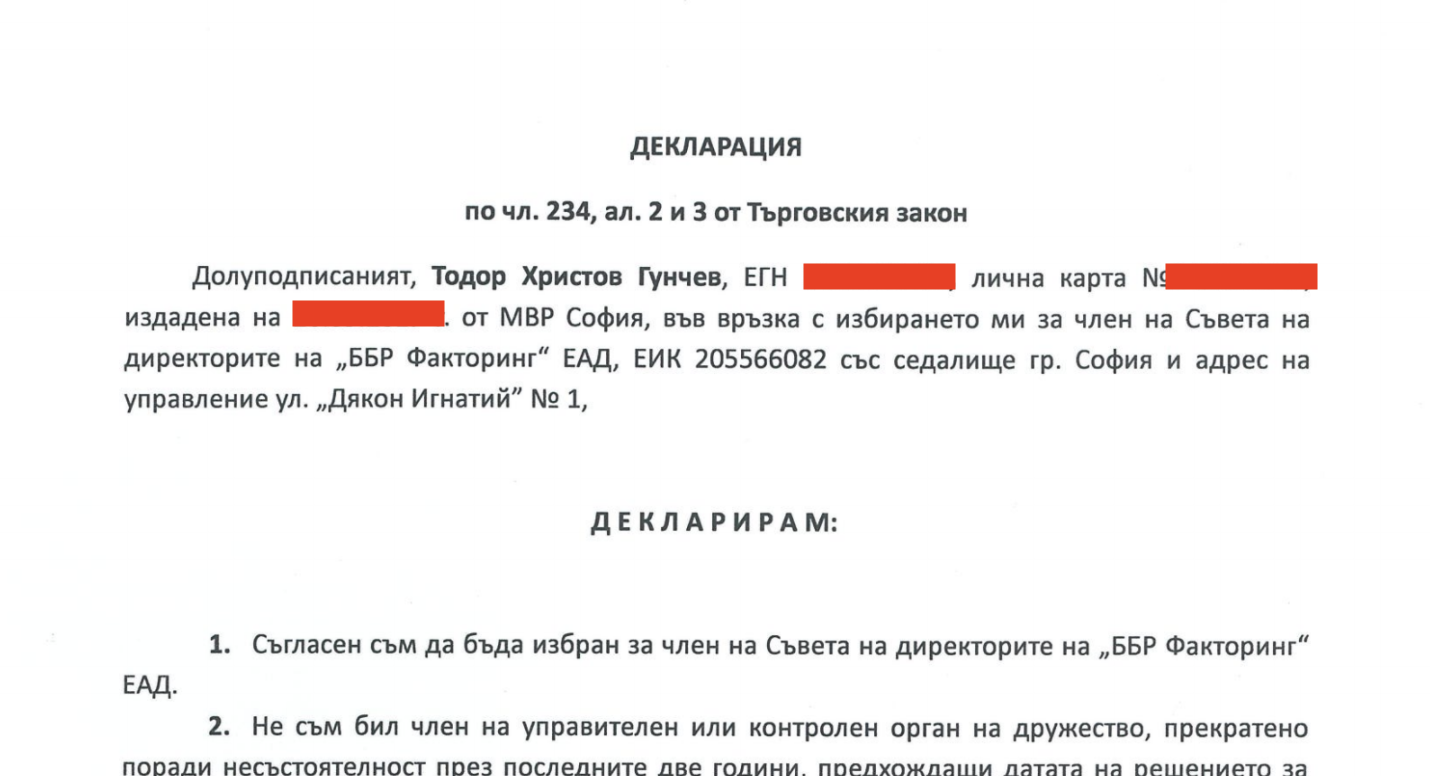 ДЕКЛАРАЦИЯ
по чл. 234, ал. 2 и 3 от Търговския закон
Долуподписаният, Тодор Христов Гунчев, ЕГН , лична карта №
издадена на . от МВР София, във връзка с избирането ми за член на Съвета на
директорите на „ББР Факторинг“ ЕАД, ЕИК 205566082 със седалище гр. София и адрес на
управление ул. „Дякон Игнатий” № 1,
Д Е К Л А Р И Р А М:
1. Съгласен съм да бъда избран за член на Съвета на директорите на „ББР Факторинг“
ЕАД.
2. Не съм бил член на управителен или контролен орган на дружество, прекратено
поради несъстоятелност през последните две години, предхождащи датата на решението за